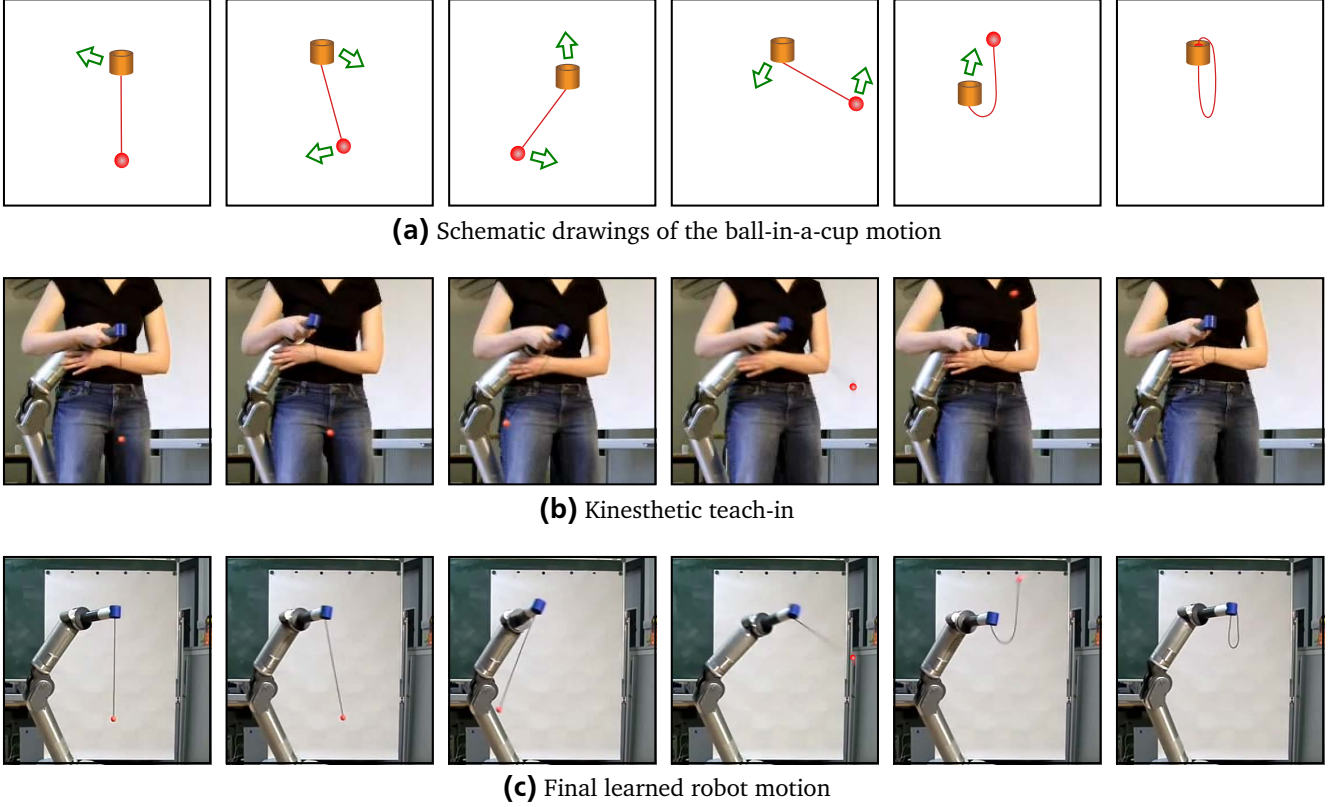 (a) Schematic drawings of the ball-in-a-cup motion
(b) Kinesthetic teach-in
(c) Final learned robot motion